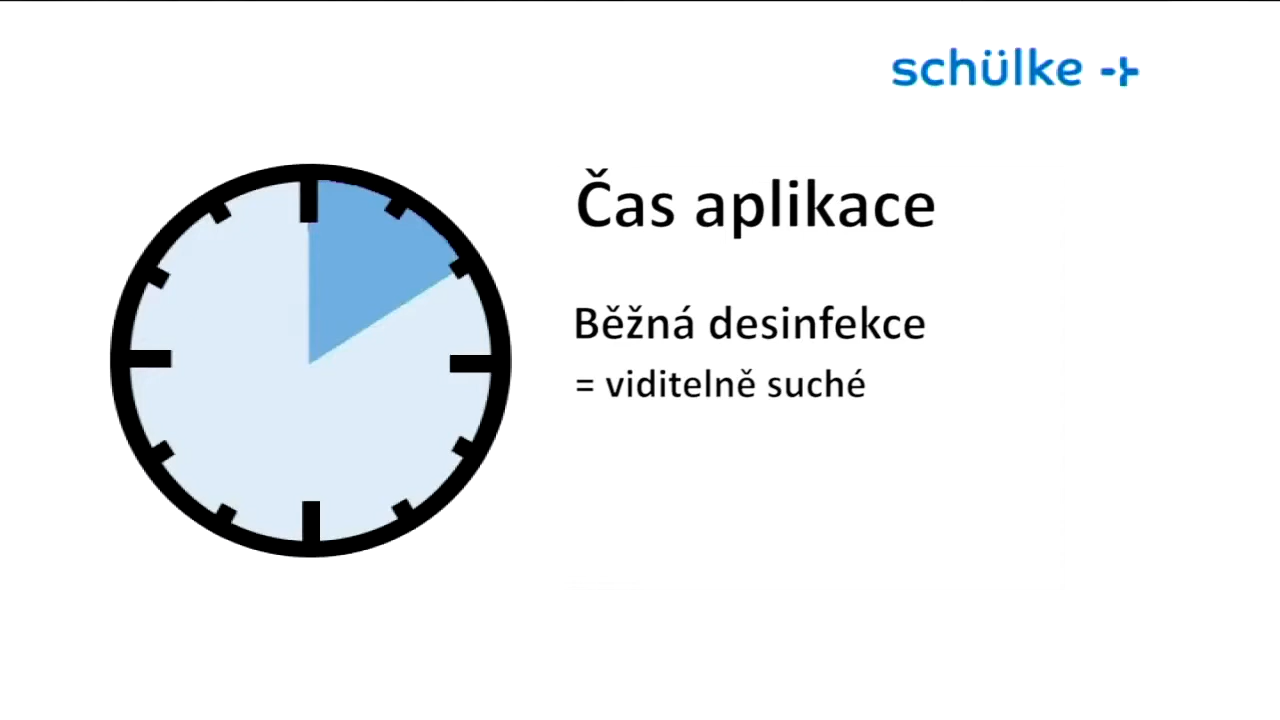 schülke -+
Čas aplikace
Běžná desinfekce
= viditelně suché